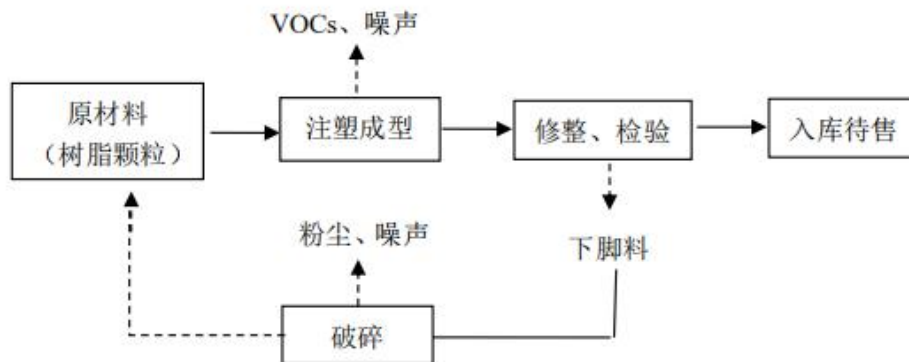 VOCs、噪声
原材料
（树脂颗粒）
注塑成型
修整、检验
入库待售
粉尘、噪声
下脚料
破碎